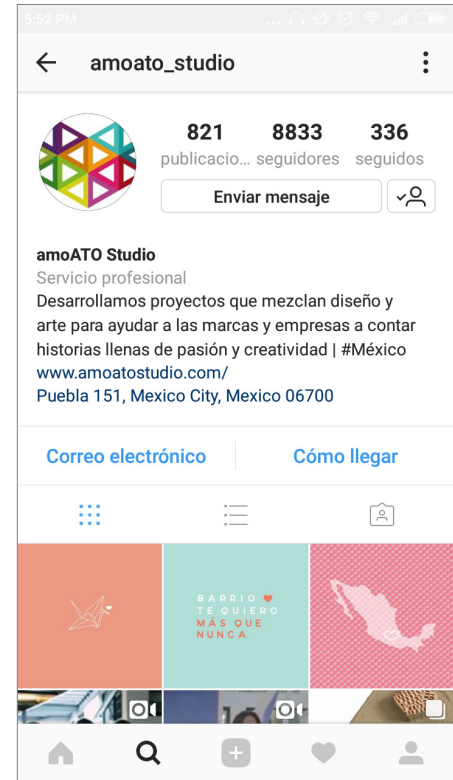 5:52 PM
amoato_studio
821 8833 336
publicacio... seguidores seguidos
Enviar mensaje
amoATO Studio
Servicio profesional
Desarrollamos proyectos que mezclan diseño y
arte para ayudar a las marcas y empresas a contar
historias llenas de pasión y creatividad | #México
www.amoatostudio.com/
Puebla 151, Mexico City, Mexico 06700
Correo electrónico Cómo llegar
BARRIO
TE QUIERO
MÁS QUE
NUNCA